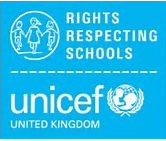 RIGHTS
RESPECTING
SCHOOLS
unicef
UNITED KINGDOM